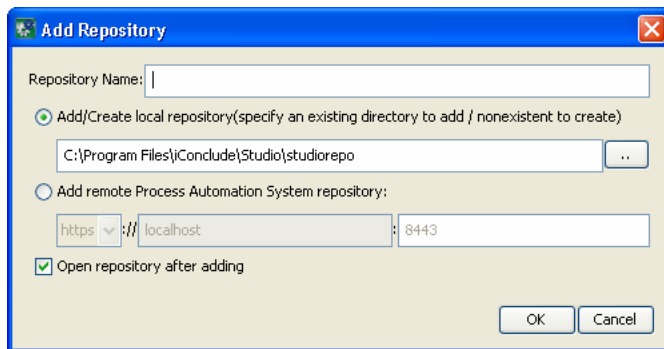 Add Repository
Repository Name:
Add/Create local repository(specify an existing directory to add / nonexistent to create)
C:\Program Files\iConclude\Studio\studiorepo ..
Add remote Process Automation System repository:
https :// localhost : 8443
Open repository after adding
OK Cancel